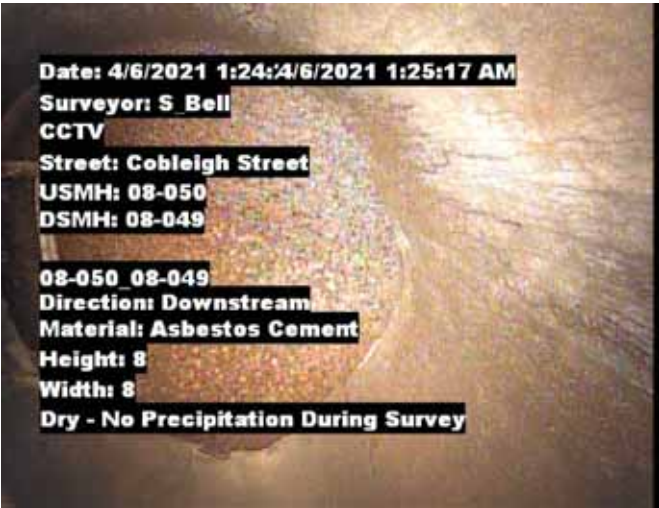 Date: 4/6/2021 1:24:4/6/2021 1:25:17 AM
Surveyor: S_Bell
CCTV
Street: Cobleigh Street
USMH: 08-050
DSMH: 08-049
08-050_08-049
Direction: Downstream
Material: Asbestos Cement
Height: 8
Width: 8
Dry - No Precipitation During Survey